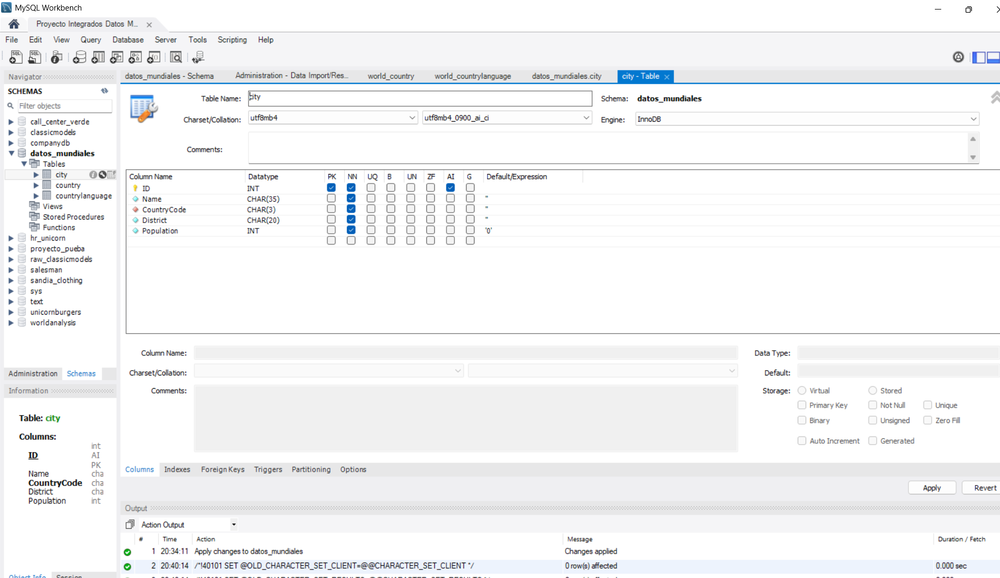 MySQL Workbench
Proyecto Integrados Datos M...
File Edit View Query Database Server Tools Scripting Help
Navigator
SCHEMAS
Filter objects
call_center_verde
classicmodels
companydb
datos_mundiales
Tables
city
country
countrylanguage
Views
Stored Procedures
Functions
hr_unicorn
proyecto_pueba
raw_classicmodels
salesman
sandia_clothing
sys
text
unicornburgers
worldanalysis
Administration Schemas
Information
Table: city
Columns:
ID int AI PK
Name cha
CountryCode cha
District cha
Population int
Object Info Session
datos_mundiales - Schema Administration - Data Import/Res... world_country world_countrylanguage datos_mundiales.city city - Table
Table Name: city Schema: datos_mundiales
Charset/Collation: utf8mb4 utf8mb4_0900_ai_ci Engine: InnoDB
Comments:
Column Name Datatype PK NN UQ B UN ZF AI G Default/Expression
ID INT
Name CHAR(35) ''
CountryCode CHAR(3) ''
District CHAR(20) ''
Population INT '0'
Column Name: Data Type:
Charset/Collation: Default:
Comments: Storage: Virtual Stored
Primary Key Not Null Unique
Binary Unsigned Zero Fill
Auto Increment Generated
Columns Indexes Foreign Keys Triggers Partitioning Options
Apply Revert
Output
Action Output
# Time Action Message Duration / Fetch
1 20:34:11 Apply changes to datos_mundiales Changes applied
2 20:40:14 /*!40101 SET @OLD_CHARACTER_SET_CLIENT=@@CHARACTER_SET_CLIENT */ 0 row(s) affected 0.000 sec